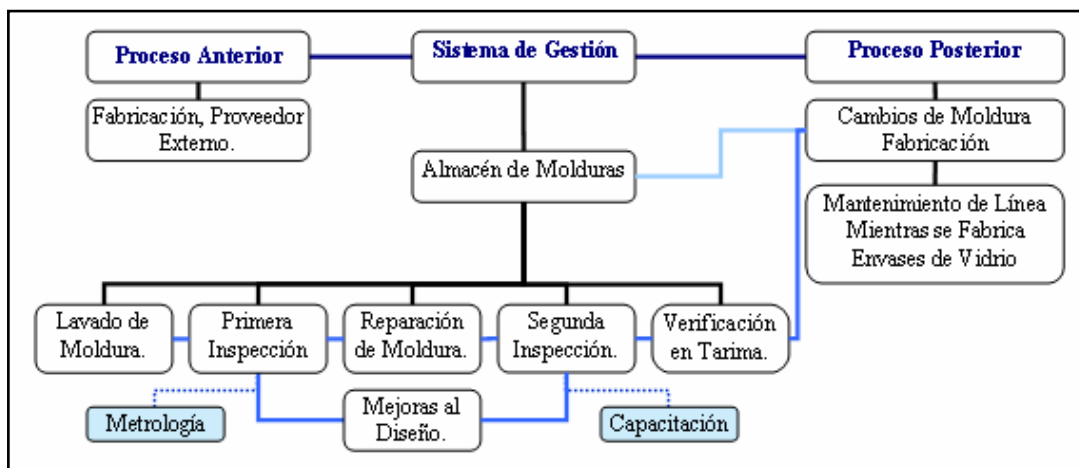 Proceso Anterior
Sistema de Gestión
Proceso Posterior
Fabricación, Proveedor
Externo.
Cambios de Moldura
Fabricación
Almacén de Molduras
Mantenimiento de Línea
Mientras se Fabrica
Envases de Vidrio
Lavado de
Moldura.
Primera
Inspección
Reparación
de Moldura.
Segunda
Inspección.
Verificación
en Tarima.
Metrología
Mejoras al
Diseño.
Capacitación